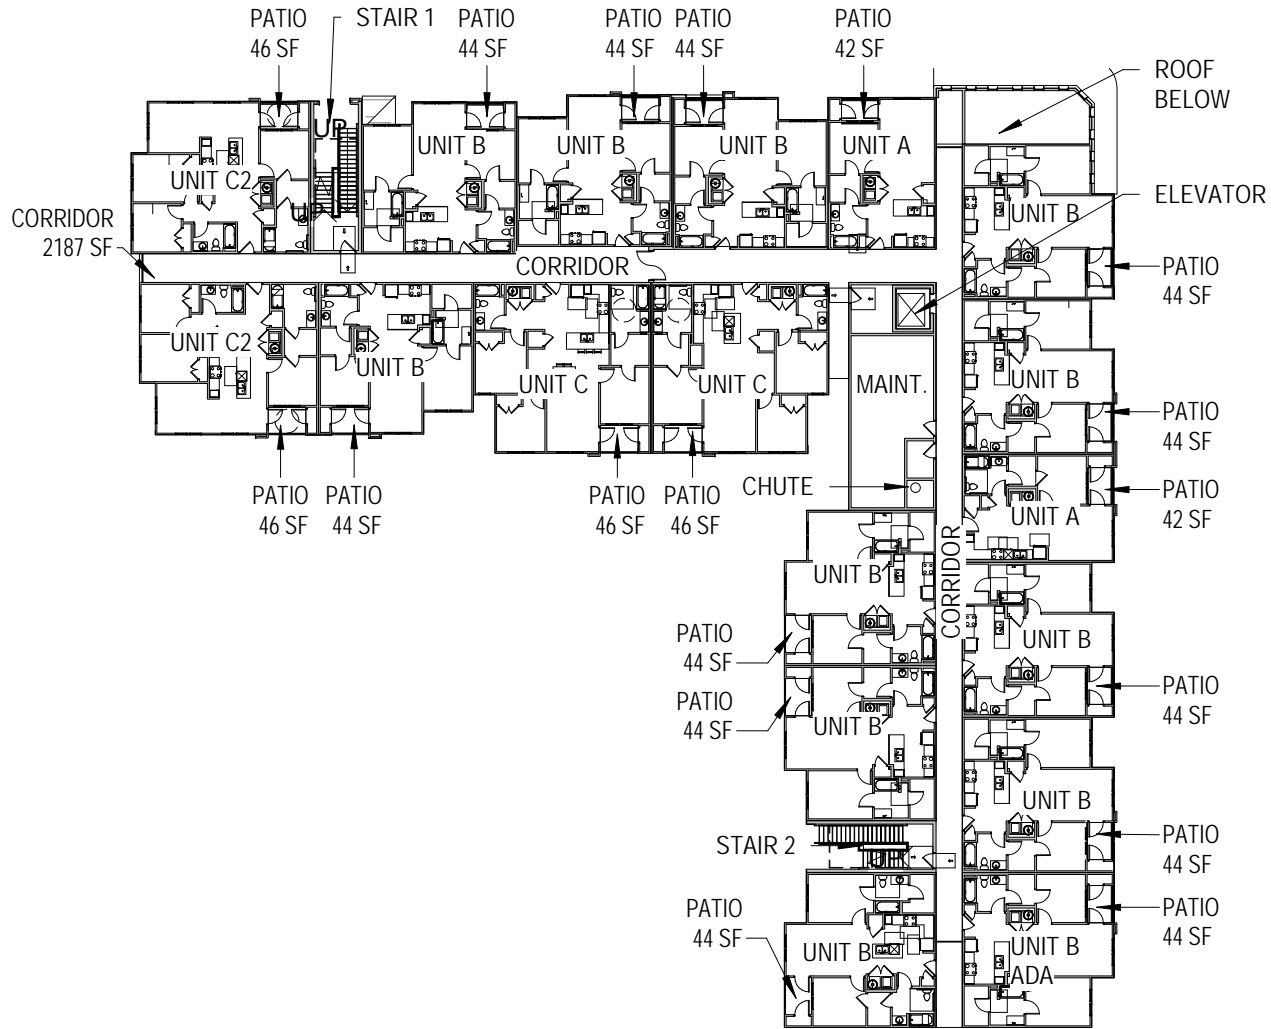 PATIO
46 SF
STAIR 1
PATIO
44 SF
PATIO
44 SF
PATIO
44 SF
PATIO
42 SF
ROOF
BELOW
UP
UNIT B
UNIT B
UNIT B
UNIT A
UNIT C2
UP
ELEVATOR
UNIT B
CORRIDOR
2187 SF
CORRIDOR
PATIO
44 SF
UNIT C2
UNIT B
UNIT C
UNIT C
MAINT.
UNIT B
PATIO
44 SF
PATIO
46 SF
PATIO
44 SF
PATIO
46 SF
PATIO
46 SF
CHUTE
PATIO
42 SF
UNIT A
CORRIDOR
UNIT B
PATIO
44 SF
UNIT B
PATIO
44 SF
PATIO
44 SF
UNIT B
UNIT B
PATIO
44 SF
STAIR 2
PATIO
44 SF
PATIO
44 SF
UNIT B
UNIT B
ADA
PATIO
44 SF